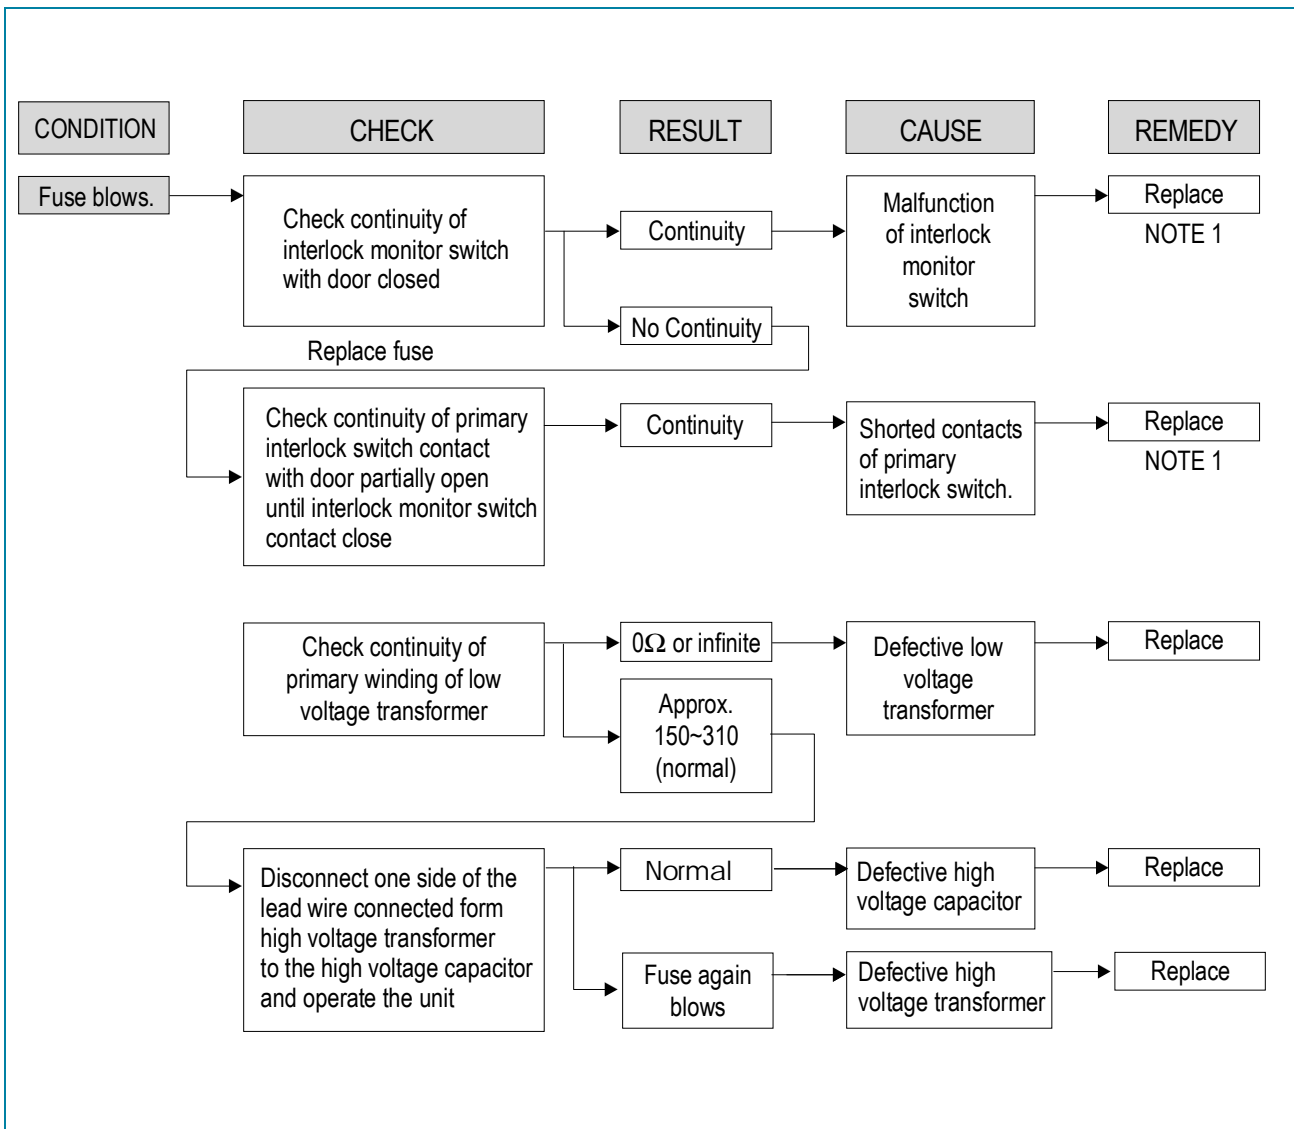 CONDITION
CHECK
RESULT
CAUSE
REMEDY
Fuse blows.
Check continuity of
interlock monitor switch
with door closed
Continuity
Malfunction
of interlock
monitor
switch
Replace
NOTE 1
No Continuity
Replace fuse
Check continuity of primary
interlock switch contact
with door partially open
until interlock monitor switch
contact close
Continuity
Shorted contacts
of primary
interlock switch.
Replace
NOTE 1
Check continuity of
primary winding of low
voltage transformer
0Ω or infinite
Defective low
voltage
transformer
Replace
Approx.
150~310
(normal)
Disconnect one side of the
lead wire connected form
high voltage transformer
to the high voltage capacitor
and operate the unit
Normal
Defective high
voltage capacitor
Replace
Fuse again
blows
Defective high
voltage transformer
Replace